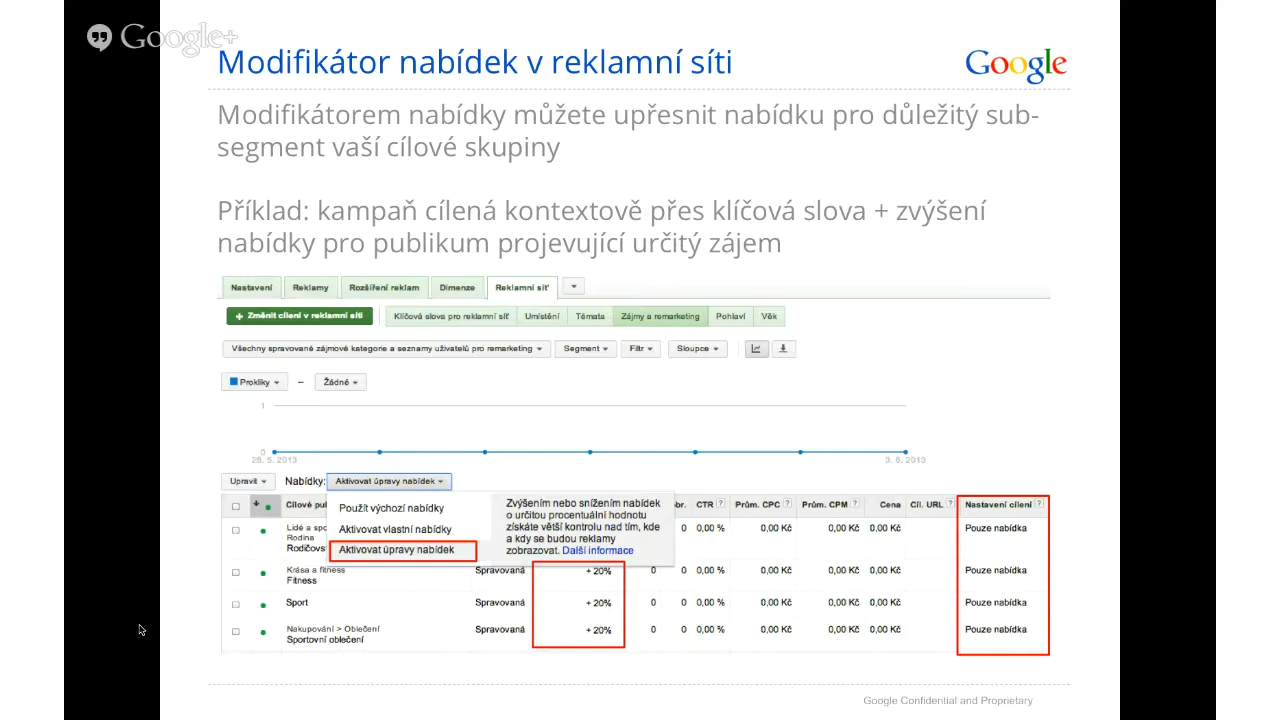 Google+
Modifikátor nabídek v reklamní síti
Google
Modifikátorem nabídky můžete upřesnit nabídku pro důležitý sub-
segment vaší cílové skupiny
Příklad: kampaň cílená kontextově přes klíčová slova + zvýšení
nabídky pro publikum projevující určitý zájem
Nastavení Reklamy Rozšíření reklam Dimenze Reklamní síť
+ Změnit cílení v reklamní síti Klíčová slova pro reklamní síť Umístění Témata Zájmy a remarketing Pohlaví Věk
Všechny spravované zájmové kategorie a seznamy uživatelů pro remarketing Segment Filtr Sloupce
Prokliky – Žádné
1
0
26. 5. 2013 3. 6. 2013
Upravit Nabídky: Aktivovat úpravy nabídek
Cílové pu br. CTR ? Prům. CPC ? Prům. CPM ? Cena Cíl. URL ? Nastavení cílení ?
Použít výchozí nabídky
Aktivovat vlastní nabídky
Aktivovat úpravy nabídek
Zvýšením nebo snížením nabídek
o určitou procentuální hodnotu
získáte větší kontrolu nad tím, kde
a kdy se budou reklamy
zobrazovat. Další informace
Lidé a spo 0 0,00 % 0,00 Kč 0,00 Kč 0,00 Kč Pouze nabídka
Rodina
Rodičovs
Krása a fitness Spravovaná + 20% 0 0 0,00 % 0,00 Kč 0,00 Kč 0,00 Kč Pouze nabídka
Fitness
Sport Spravovaná + 20% 0 0 0,00 % 0,00 Kč 0,00 Kč 0,00 Kč Pouze nabídka
Nakupování > Oblečení Spravovaná + 20% 0 0 0,00 % 0,00 Kč 0,00 Kč 0,00 Kč Pouze nabídka
Sportovní oblečení
Google Confidential and Proprietary